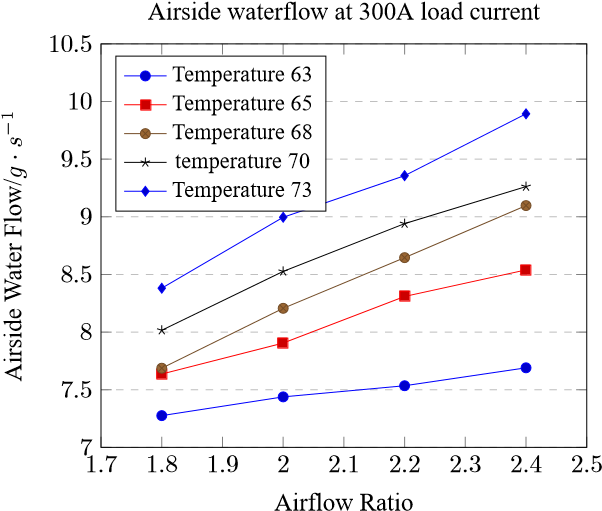 Airside waterflow at 300A load current
10.5
10
9.5
9
8.5
8
7.5
7
Airside Water Flow/g · s⁻¹
Temperature 63
Temperature 65
Temperature 68
temperature 70
Temperature 73
1.7 1.8 1.9 2 2.1 2.2 2.3 2.4 2.5
Airflow Ratio